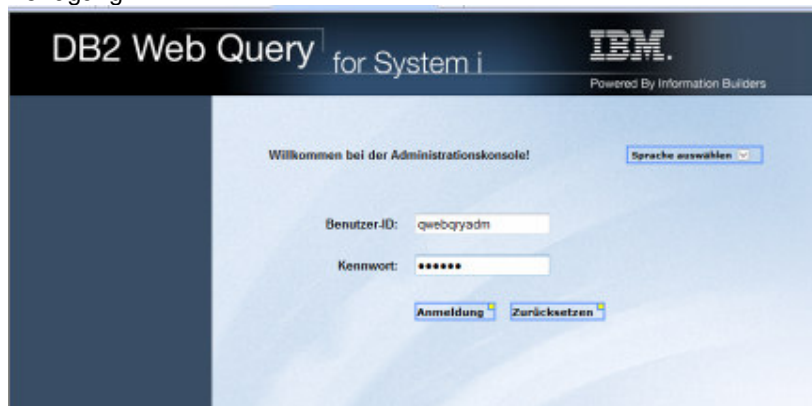 DB2 Web Query for System i
IBM.
Powered By Information Builders
Willkommen bei der Administrationskonsole!
Sprache auswählen
Benutzer-ID: qwebqryadm
Kennwort: ••••••
Anmeldung Zurücksetzen